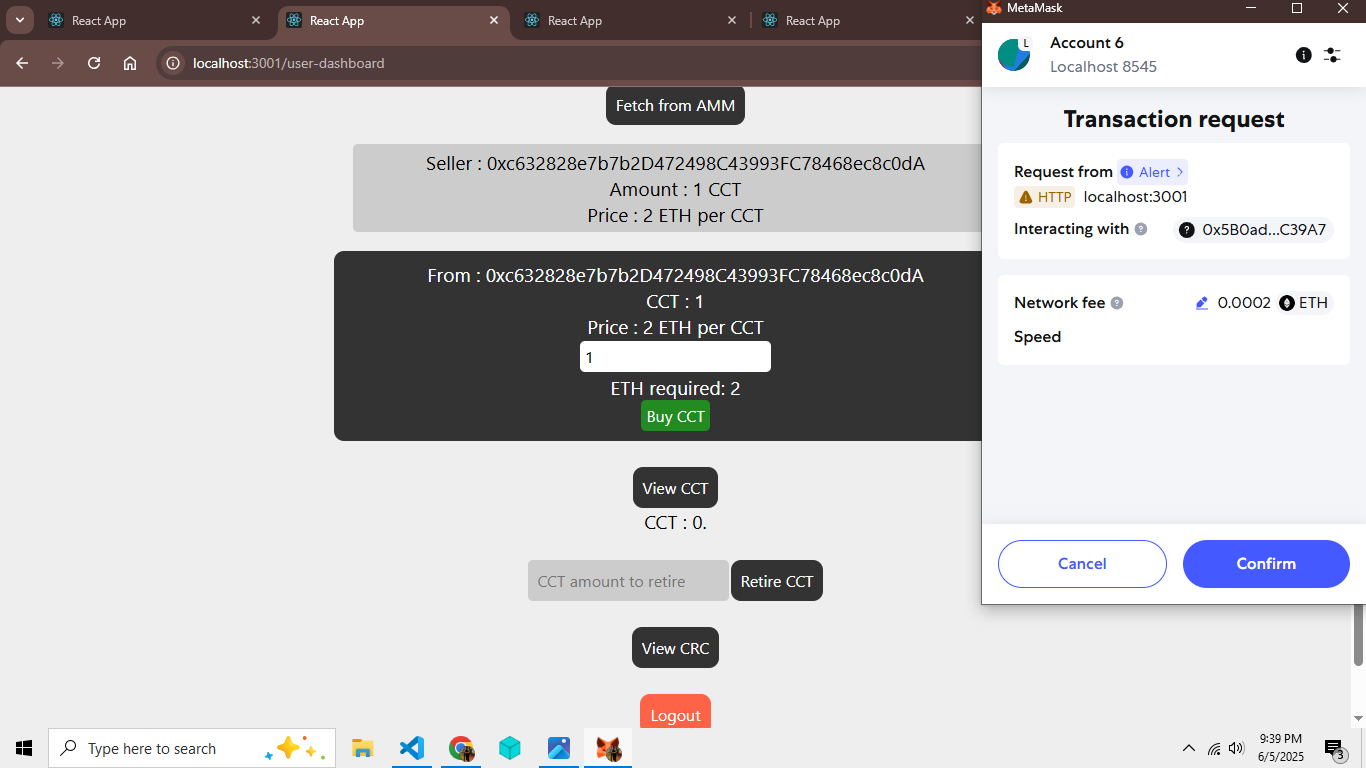 React App
React App
React App
React App
localhost:3001/user-dashboard
Fetch from AMM
Seller : 0xc632828e7b7b2D472498C43993FC78468ec8c0dA
Amount : 1 CCT
Price : 2 ETH per CCT
From : 0xc632828e7b7b2D472498C43993FC78468ec8c0dA
CCT : 1
Price : 2 ETH per CCT
1
ETH required: 2
Buy CCT
View CCT
CCT : 0.
CCT amount to retire
Retire CCT
View CRC
Logout
MetaMask
L
Account 6
Localhost 8545
Transaction request
Request from Alert >
HTTP localhost:3001
Interacting with ? ? 0x5B0ad...C39A7
Network fee ? 0.0002 ETH
Speed
Cancel
Confirm
Type here to search
9:39 PM
6/5/2025
3